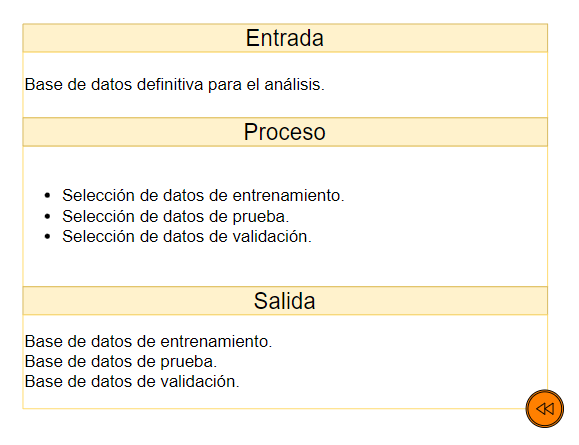 Entrada
Base de datos definitiva para el análisis.
Proceso
• Selección de datos de entrenamiento.
• Selección de datos de prueba.
• Selección de datos de validación.
Salida
Base de datos de entrenamiento.
Base de datos de prueba.
Base de datos de validación.